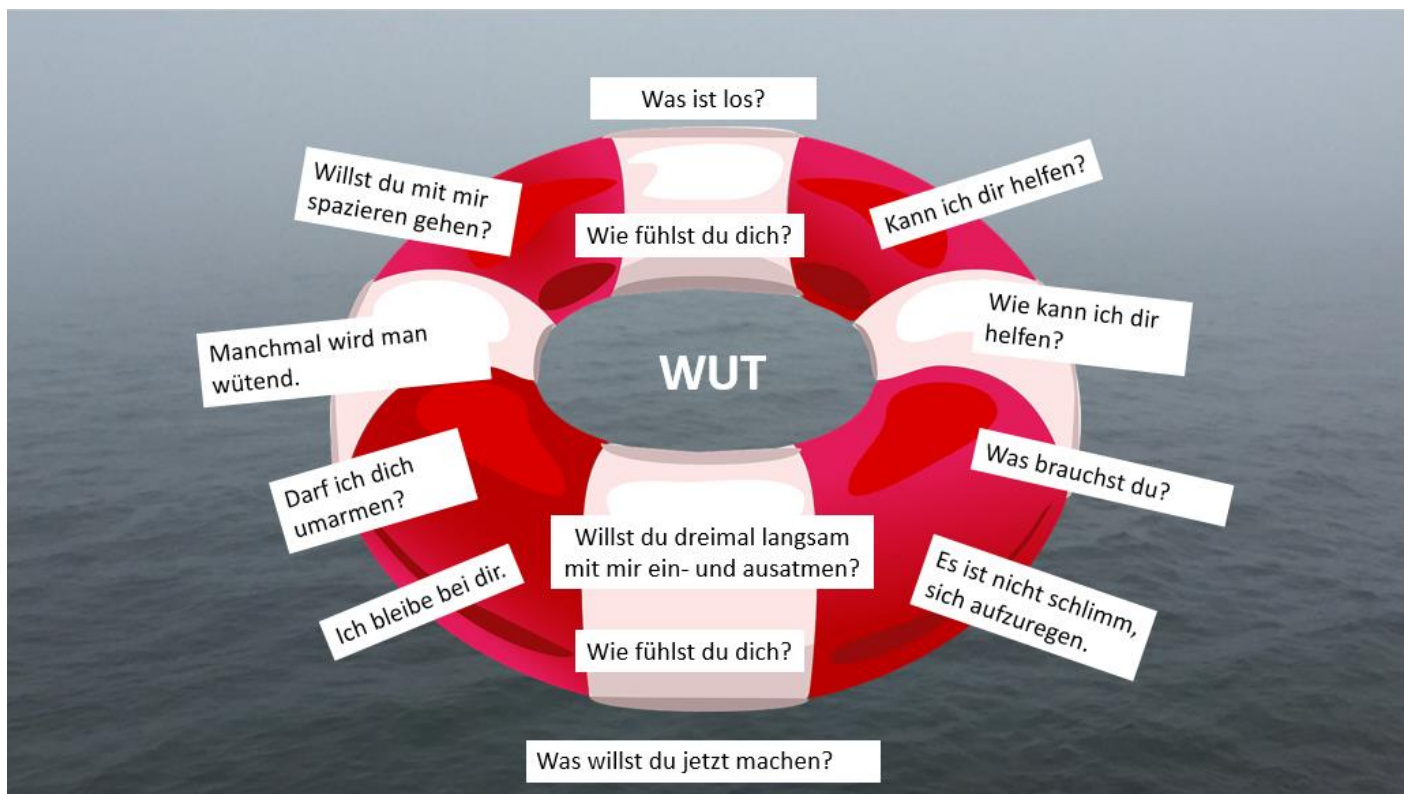 Was ist los?
Willst du mit mir
spazieren gehen?
Kann ich dir helfen?
Wie fühlst du dich?
Wie kann ich dir
helfen?
Manchmal wird man
wütend.
WUT
Darf ich dich
umarmen?
Was brauchst du?
Willst du dreimal langsam
mit mir ein- und ausatmen?
Es ist nicht schlimm,
sich aufzuregen.
Ich bleibe bei dir.
Wie fühlst du dich?
Was willst du jetzt machen?